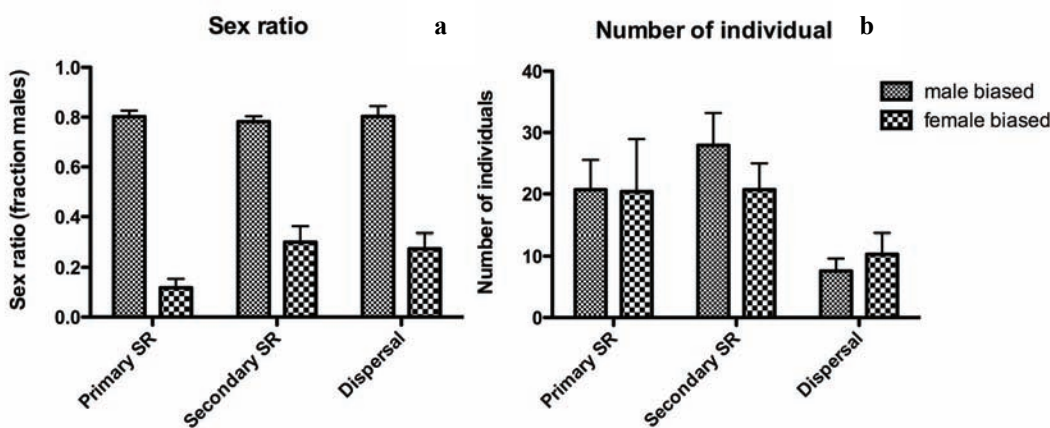 Sex ratio
a
Sex ratio (fraction males)
1.0
0.8
0.6
0.4
0.2
0.0
Primary SR
Secondary SR
Dispersal
Number of individual
b
Number of individuals
40
30
20
10
0
Primary SR
Secondary SR
Dispersal
male biased
female biased